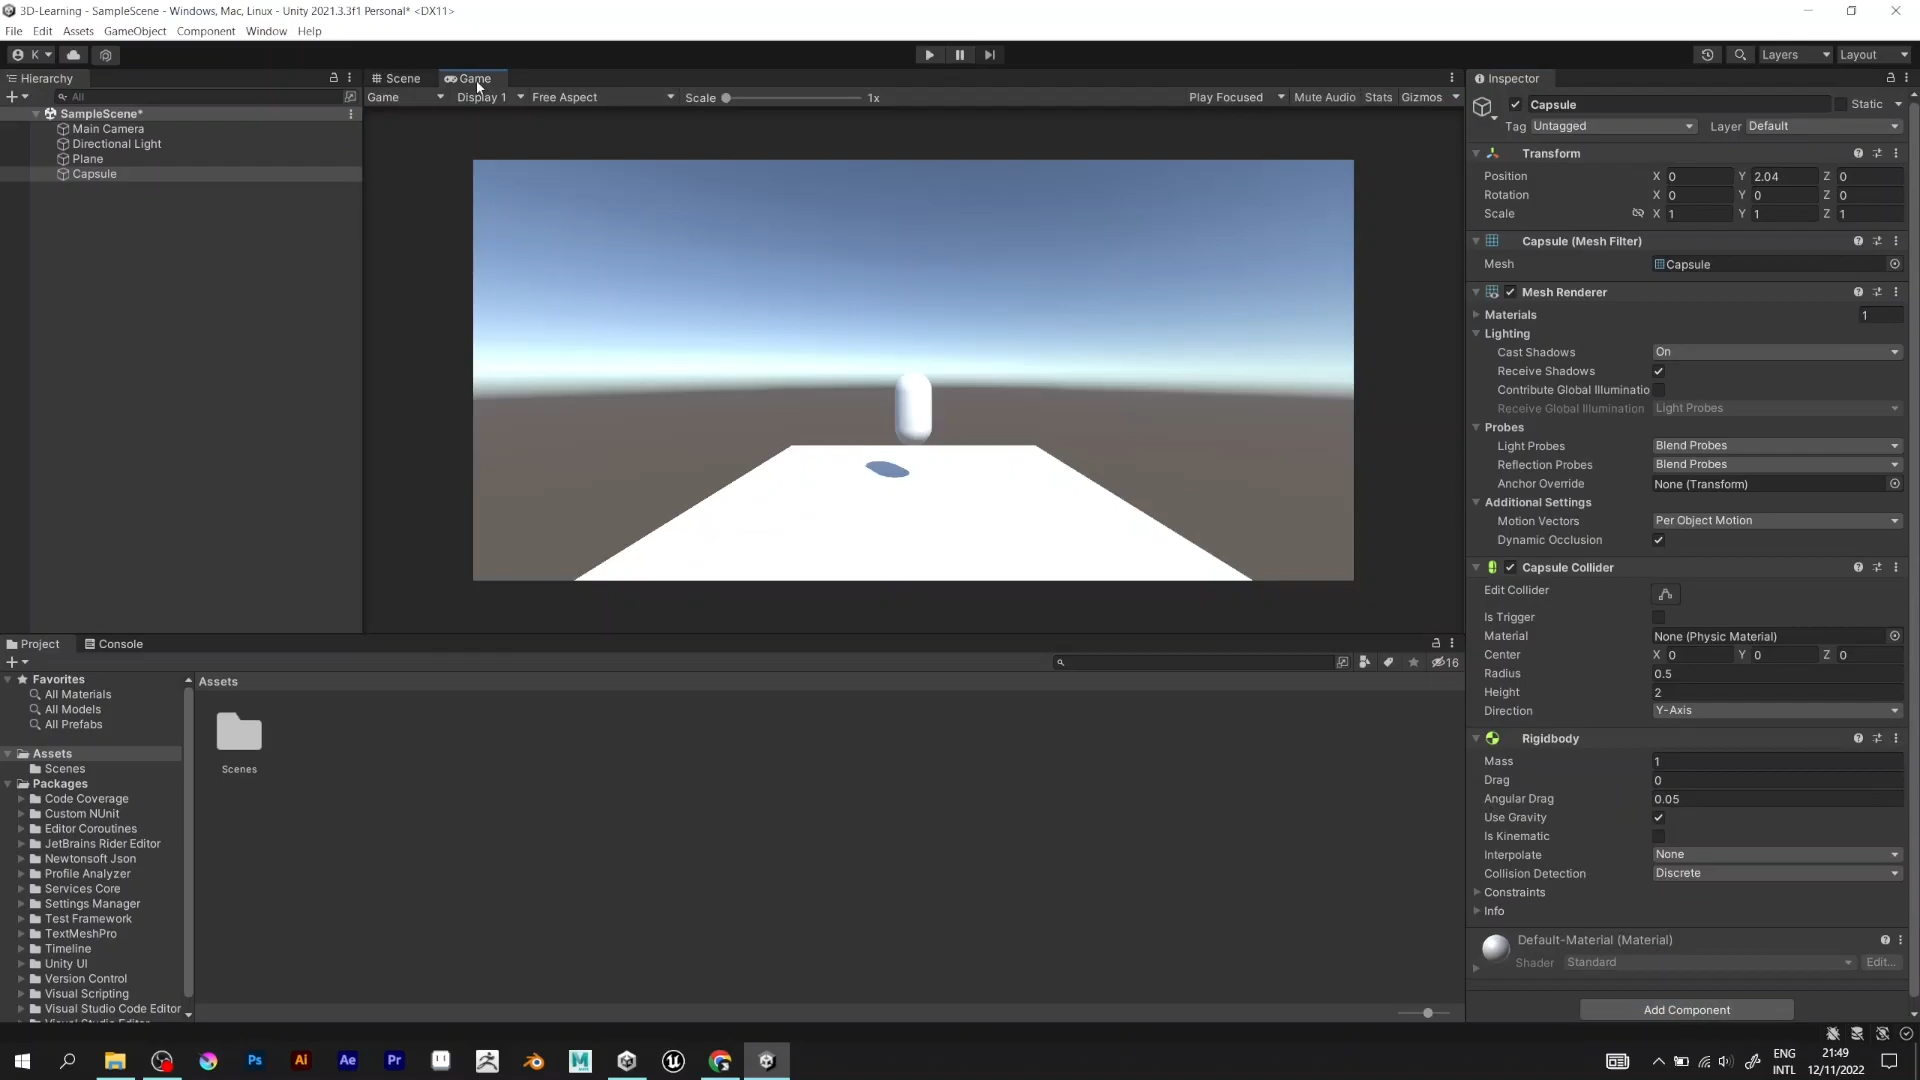 3D-Learning - SampleScene - Windows, Mac, Linux - Unity 2021.3.3f1 Personal* <DX11>
File Edit Assets GameObject Component Window Help
K Layers Layout
Hierarchy
All
SampleScene*
Main Camera
Directional Light
Plane
Capsule
Scene Game
Game Display 1 Free Aspect Scale 1x Play Focused Mute Audio Stats Gizmos
Inspector
Capsule Static
Tag Untagged Layer Default
Transform
Position X 0 Y 2.04 Z 0
Rotation X 0 Y 0 Z 0
Scale X 1 Y 1 Z 1
Capsule (Mesh Filter)
Mesh Capsule
Mesh Renderer
Materials 1
Lighting
Cast Shadows On
Receive Shadows
Contribute Global Illuminatio
Receive Global Illumination Light Probes
Probes
Light Probes Blend Probes
Reflection Probes Blend Probes
Anchor Override None (Transform)
Additional Settings
Motion Vectors Per Object Motion
Dynamic Occlusion
Capsule Collider
Edit Collider
Is Trigger
Material None (Physic Material)
Center X 0 Y 0 Z 0
Radius 0.5
Height 2
Direction Y-Axis
Rigidbody
Mass 1
Drag 0
Angular Drag 0.05
Use Gravity
Is Kinematic
Interpolate None
Collision Detection Discrete
Constraints
Info
Default-Material (Material)
Shader Standard Edit...
Add Component
Project Console
16
Favorites
All Materials
All Models
All Prefabs
Assets
Scenes
Packages
Code Coverage
Custom NUnit
Editor Coroutines
JetBrains Rider Editor
Newtonsoft Json
Profile Analyzer
Services Core
Settings Manager
Test Framework
TextMeshPro
Timeline
Unity UI
Version Control
Visual Scripting
Visual Studio Code Editor
Assets
Scenes
Ps Ai Ae Pr
ENG
INTL
21:49
12/11/2022